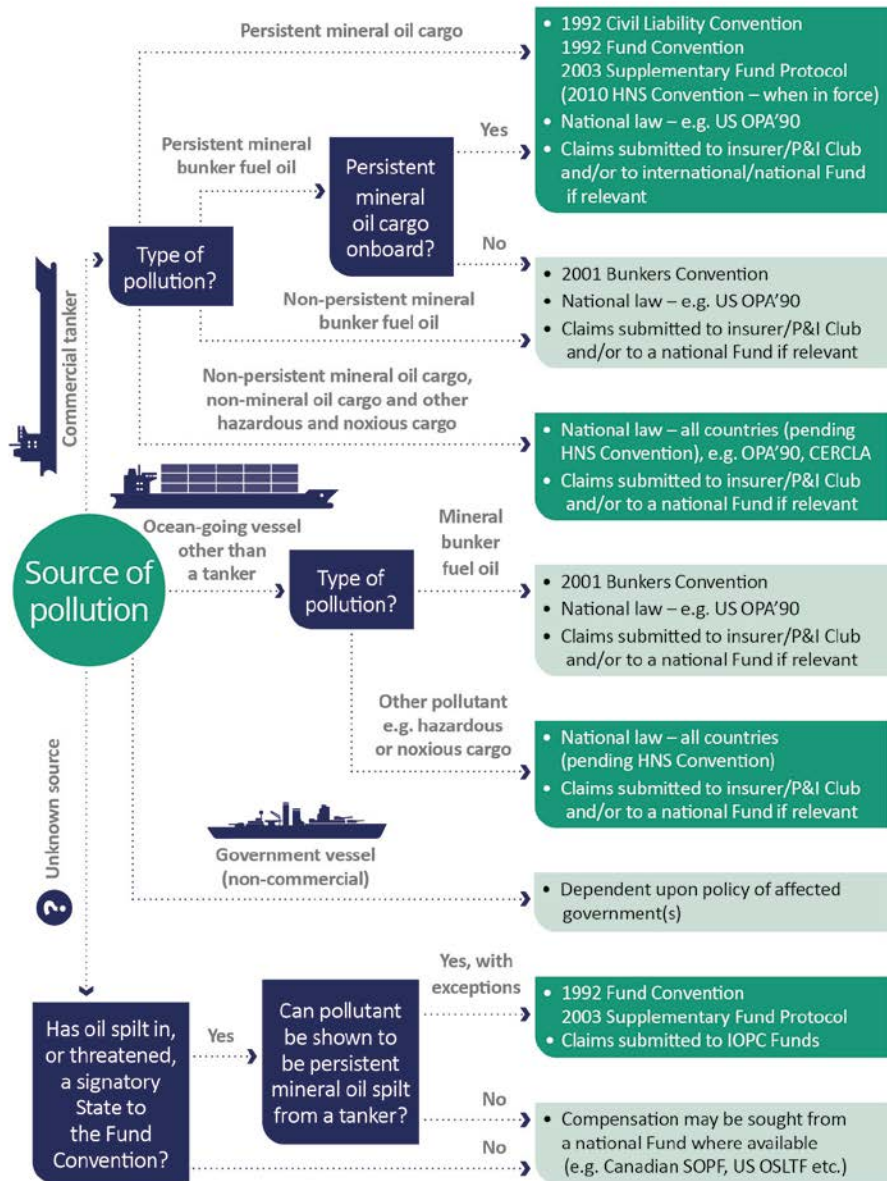 Persistent mineral oil cargo
• 1992 Civil Liability Convention
1992 Fund Convention
2003 Supplementary Fund Protocol
(2010 HNS Convention – when in force)
• National law – e.g. US OPA'90
• Claims submitted to insurer/P&I Club
and/or to international/national Fund
if relevant
Persistent mineral
bunker fuel oil
Persistent
mineral
oil cargo
onboard?
Yes
No
Type of
pollution?
Commercial tanker
Non-persistent mineral
bunker fuel oil
• 2001 Bunkers Convention
• National law – e.g. US OPA'90
• Claims submitted to insurer/P&I Club
and/or to a national Fund if relevant
Non-persistent mineral oil cargo,
non-mineral oil cargo and other
hazardous and noxious cargo
• National law – all countries (pending
HNS Convention), e.g. OPA'90, CERCLA
• Claims submitted to insurer/P&I Club
and/or to a national Fund if relevant
Source of
pollution
Ocean-going vessel
other than
a tanker
Type of
pollution?
Mineral
bunker
fuel oil
• 2001 Bunkers Convention
• National law – e.g. US OPA'90
• Claims submitted to insurer/P&I Club
and/or to a national Fund if relevant
Other pollutant
e.g. hazardous
or noxious cargo
• National law – all countries
(pending HNS Convention)
• Claims submitted to insurer/P&I Club
and/or to a national Fund if relevant
Government vessel
(non-commercial)
• Dependent upon policy of affected
government(s)
Unknown source
?
Has oil spilt in,
or threatened,
a signatory
State to
the Fund
Convention?
Yes
Can pollutant
be shown to
be persistent
mineral oil spilt
from a tanker?
Yes, with
exceptions
• 1992 Fund Convention
2003 Supplementary Fund Protocol
• Claims submitted to IOPC Funds
No
No
• Compensation may be sought from
a national Fund where available
(e.g. Canadian SOPF, US OSLTF etc.)